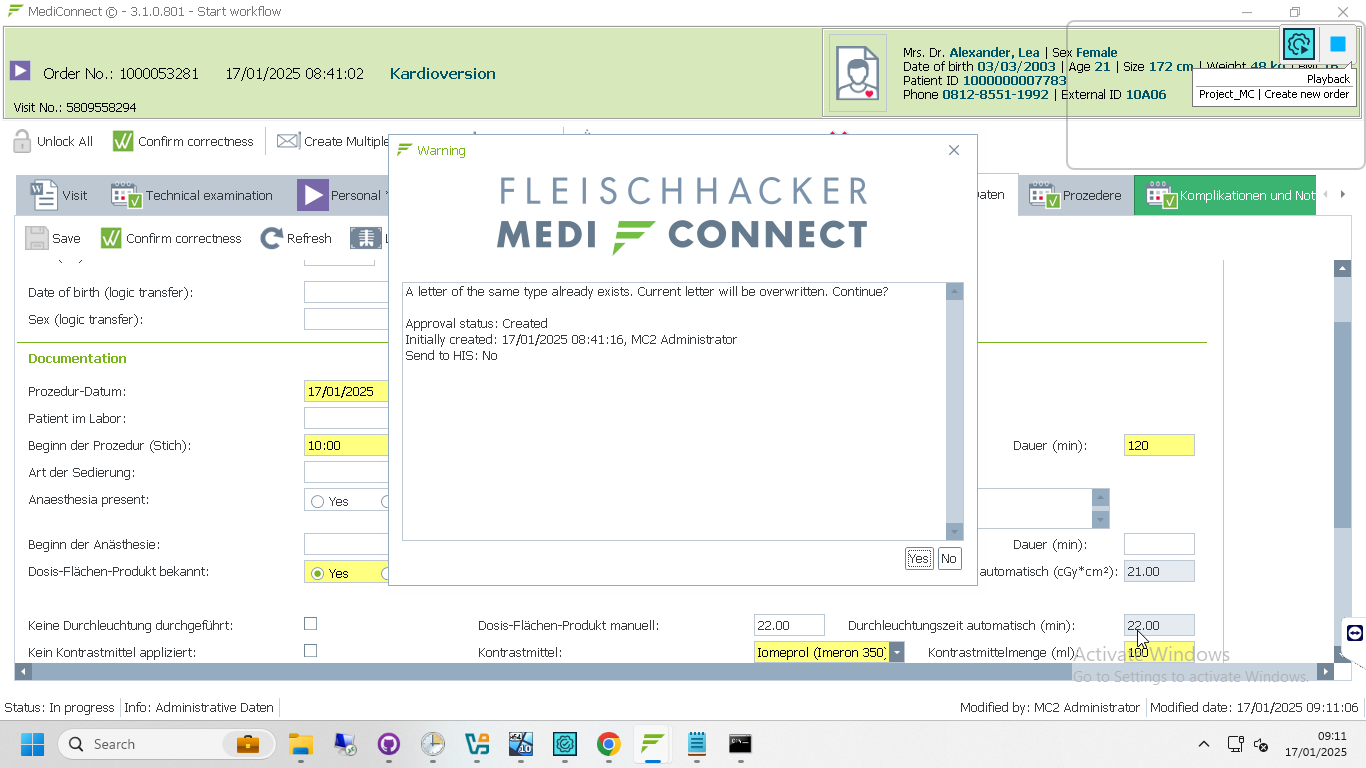 MediConnect © - 3.1.0.801 - Start workflow
Order No.: 1000053281 17/01/2025 08:41:02 Kardioversion
Visit No.: 5809558294
Mrs. Dr. Alexander, Lea | Sex Female
Date of birth 03/03/2003 | Age 21 | Size 172 cm | Weight 48 kg
Patient ID 1000000007783
Phone 0812-8551-1992 | External ID 10A06
Playback
Project_MC | Create new order
Unlock All Confirm correctness Create Multiple
Visit Technical examination Personal
aten Prozedere Komplikationen und Not
Save Confirm correctness Refresh
Warning
FLEISCHHACKER
MEDI CONNECT
A letter of the same type already exists. Current letter will be overwritten. Continue?
Approval status: Created
Initially created: 17/01/2025 08:41:16, MC2 Administrator
Send to HIS: No
Yes No
Date of birth (logic transfer):
Sex (logic transfer):
Documentation
Prozedur-Datum: 17/01/2025
Patient im Labor:
Beginn der Prozedur (Stich): 10:00 Dauer (min): 120
Art der Sedierung:
Anaesthesia present: Yes
Beginn der Anästhesie: Dauer (min):
Dosis-Flächen-Produkt bekannt: Yes automatisch (cGy*cm²): 21.00
Keine Durchleuchtung durchgeführt: Dosis-Flächen-Produkt manuell: 22.00 Durchleuchtungszeit automatisch (min): 22.00
Kein Kontrastmittel appliziert: Kontrastmittel: Iomeprol (Imeron 350) Kontrastmittelmenge (ml): 100
Activate Windows
Go to Settings to activate Windows.
Status: In progress Info: Administrative Daten Modified by: MC2 Administrator Modified date: 17/01/2025 09:11:06
Search
09:11
17/01/2025